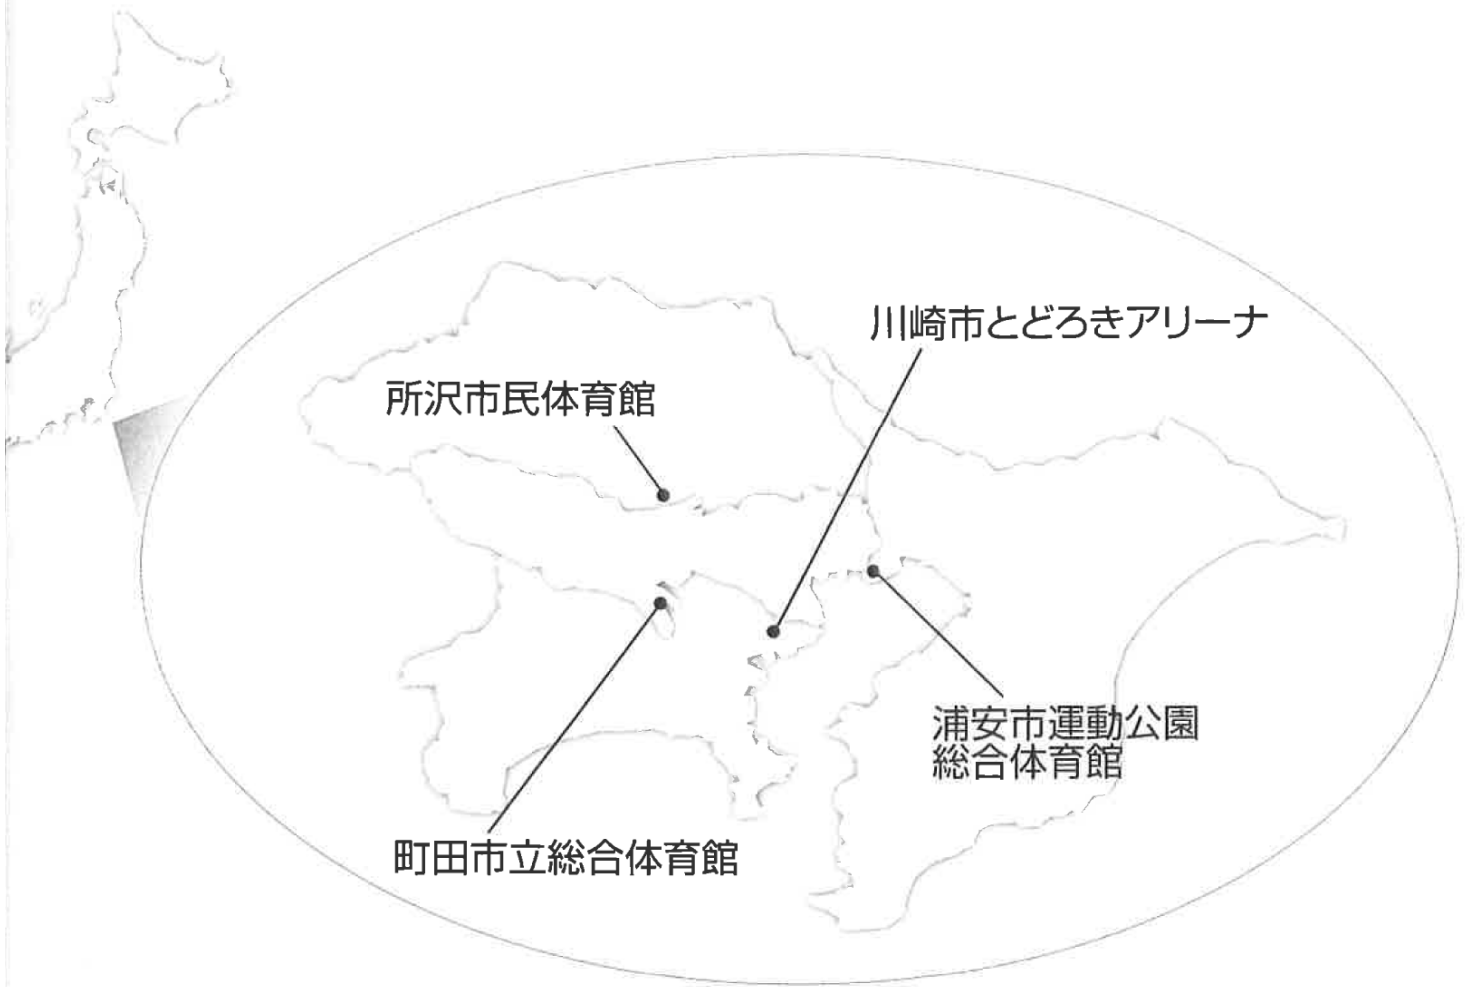 川崎市とどろきアリーナ
所沢市民体育館
浦安市運動公園
総合体育館
町田市立総合体育館